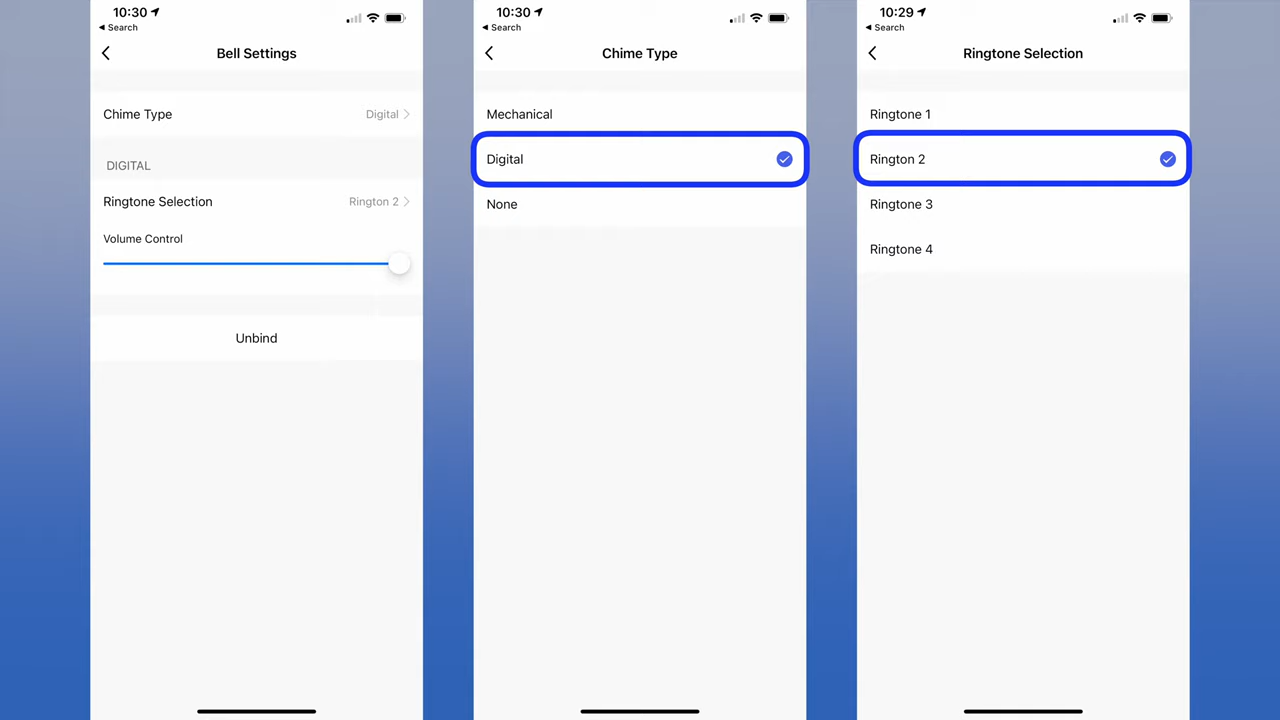 10:30
Search
Bell Settings
Chime Type
Digital
DIGITAL
Ringtone Selection
Rington 2
Volume Control
Unbind
10:30
Search
Chime Type
Mechanical
Digital
None
10:29
Search
Ringtone Selection
Ringtone 1
Rington 2
Ringtone 3
Ringtone 4